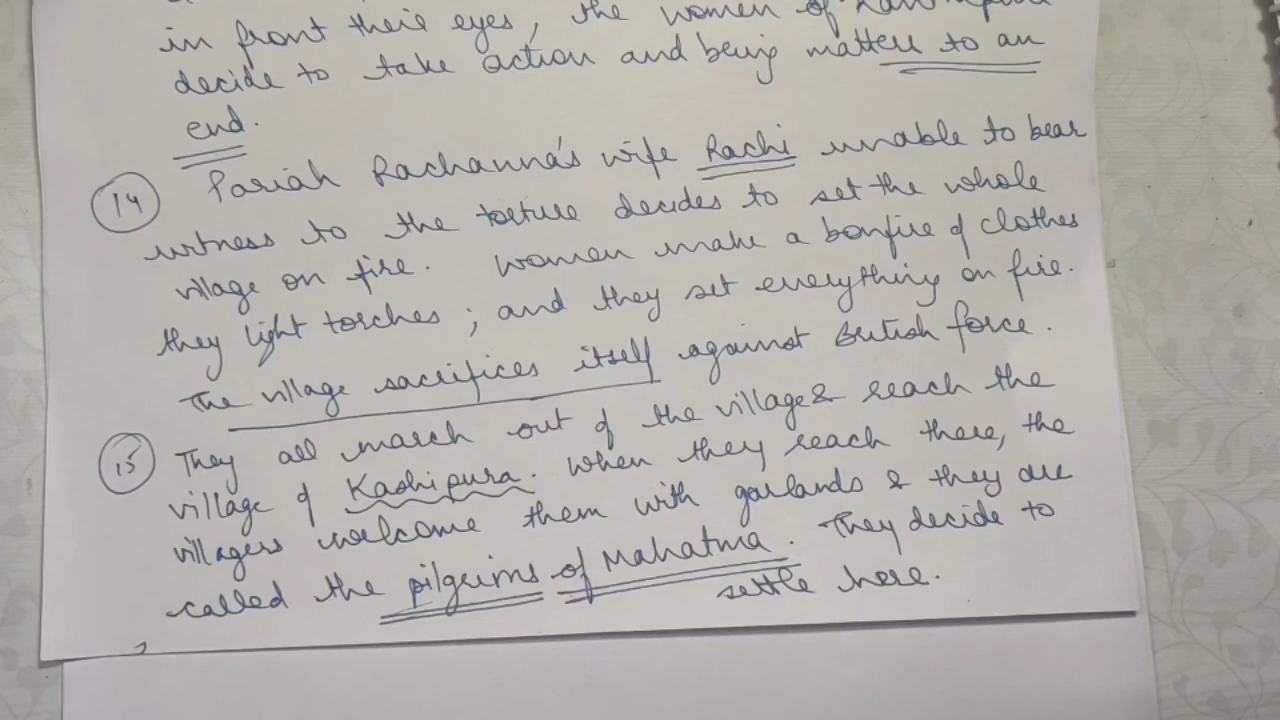 in front their eyes, the women of
decide to take action and being matters to an
end.
14 Pariah Rachanna's wife Rachi unable to bear
witness to the torture decides to set the whole
village on fire. Women make a bonfire of clothes
they light torches; and they set everything on fire.
The village sacrifices itself against British force.
15 They all march out of the village & reach the
village of Kashipura. When they reach there, the
villagers welcome them with garlands & they are
called the pilgrims of Mahatma. They decide to
settle here.